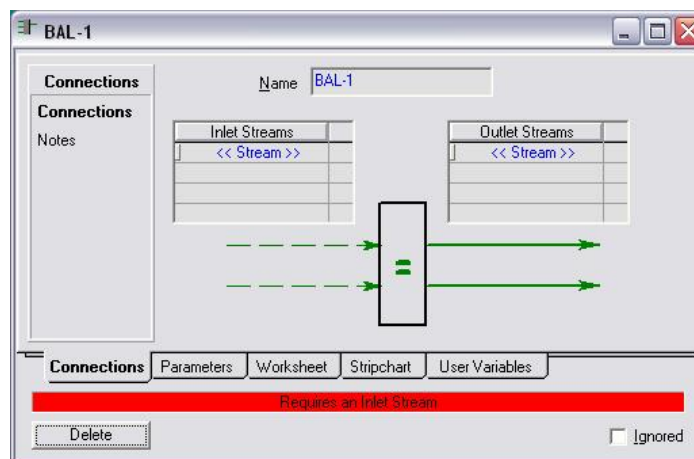 BAL-1
Connections
Connections
Notes
Name BAL-1
Inlet Streams
<< Stream >>
Outlet Streams
<< Stream >>
=
Connections Parameters Worksheet Stripchart User Variables
Requires an Inlet Stream
Delete
Ignored